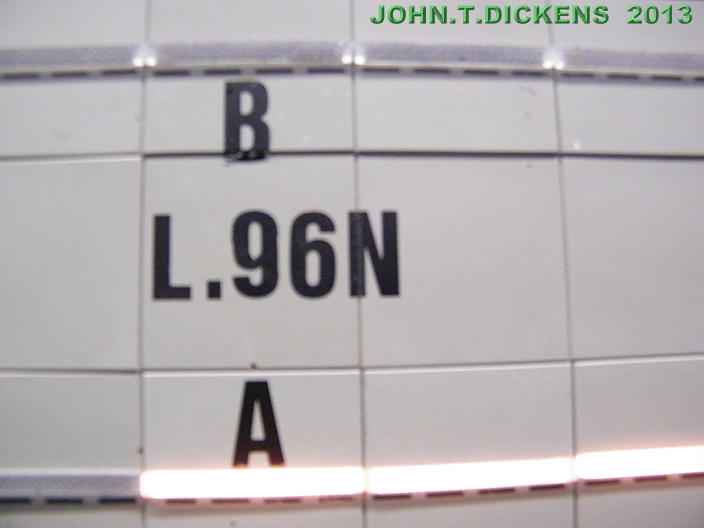 JOHN.T.DICKENS 2013
B
L.96N
A